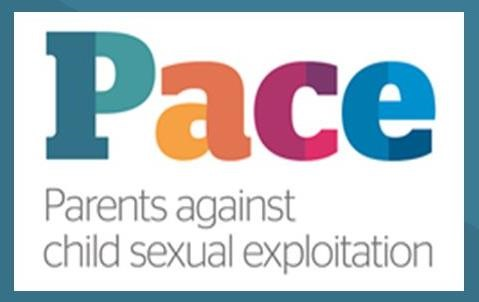 Pace
Parents against
child sexual exploitation